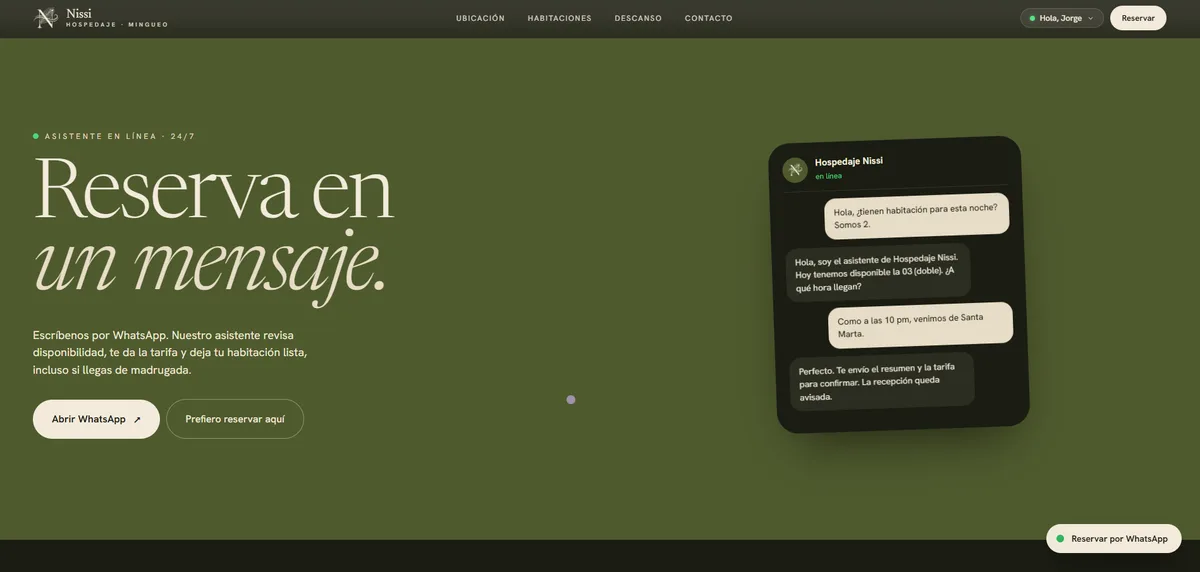 Nissi
HOSPEDAJE · MINGUEO
UBICACIÓN
HABITACIONES
DESCANSO
CONTACTO
Hola, Jorge
Reservar
ASISTENTE EN LÍNEA · 24/7
Reserva en
un mensaje.
Escríbenos por WhatsApp. Nuestro asistente revisa
disponibilidad, te da la tarifa y deja tu habitación lista,
incluso si llegas de madrugada.
Abrir WhatsApp ↗
Prefiero reservar aquí
Hospedaje Nissi
en línea
Hola, ¿tienen habitación para esta noche?
Somos 2.
Hola, soy el asistente de Hospedaje Nissi.
Hoy tenemos disponible la 03 (doble). ¿A
qué hora llegan?
Como a las 10 pm, venimos de Santa
Marta.
Perfecto. Te envío el resumen y la tarifa
para confirmar. La recepción queda
avisada.
Reservar por WhatsApp